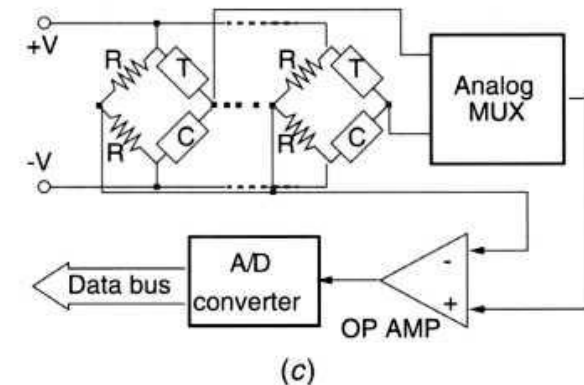 +V
R
T
R
T
Analog
MUX
R
C
R
C
-V
A/D
converter
Data bus
-
+
OP AMP
(c)